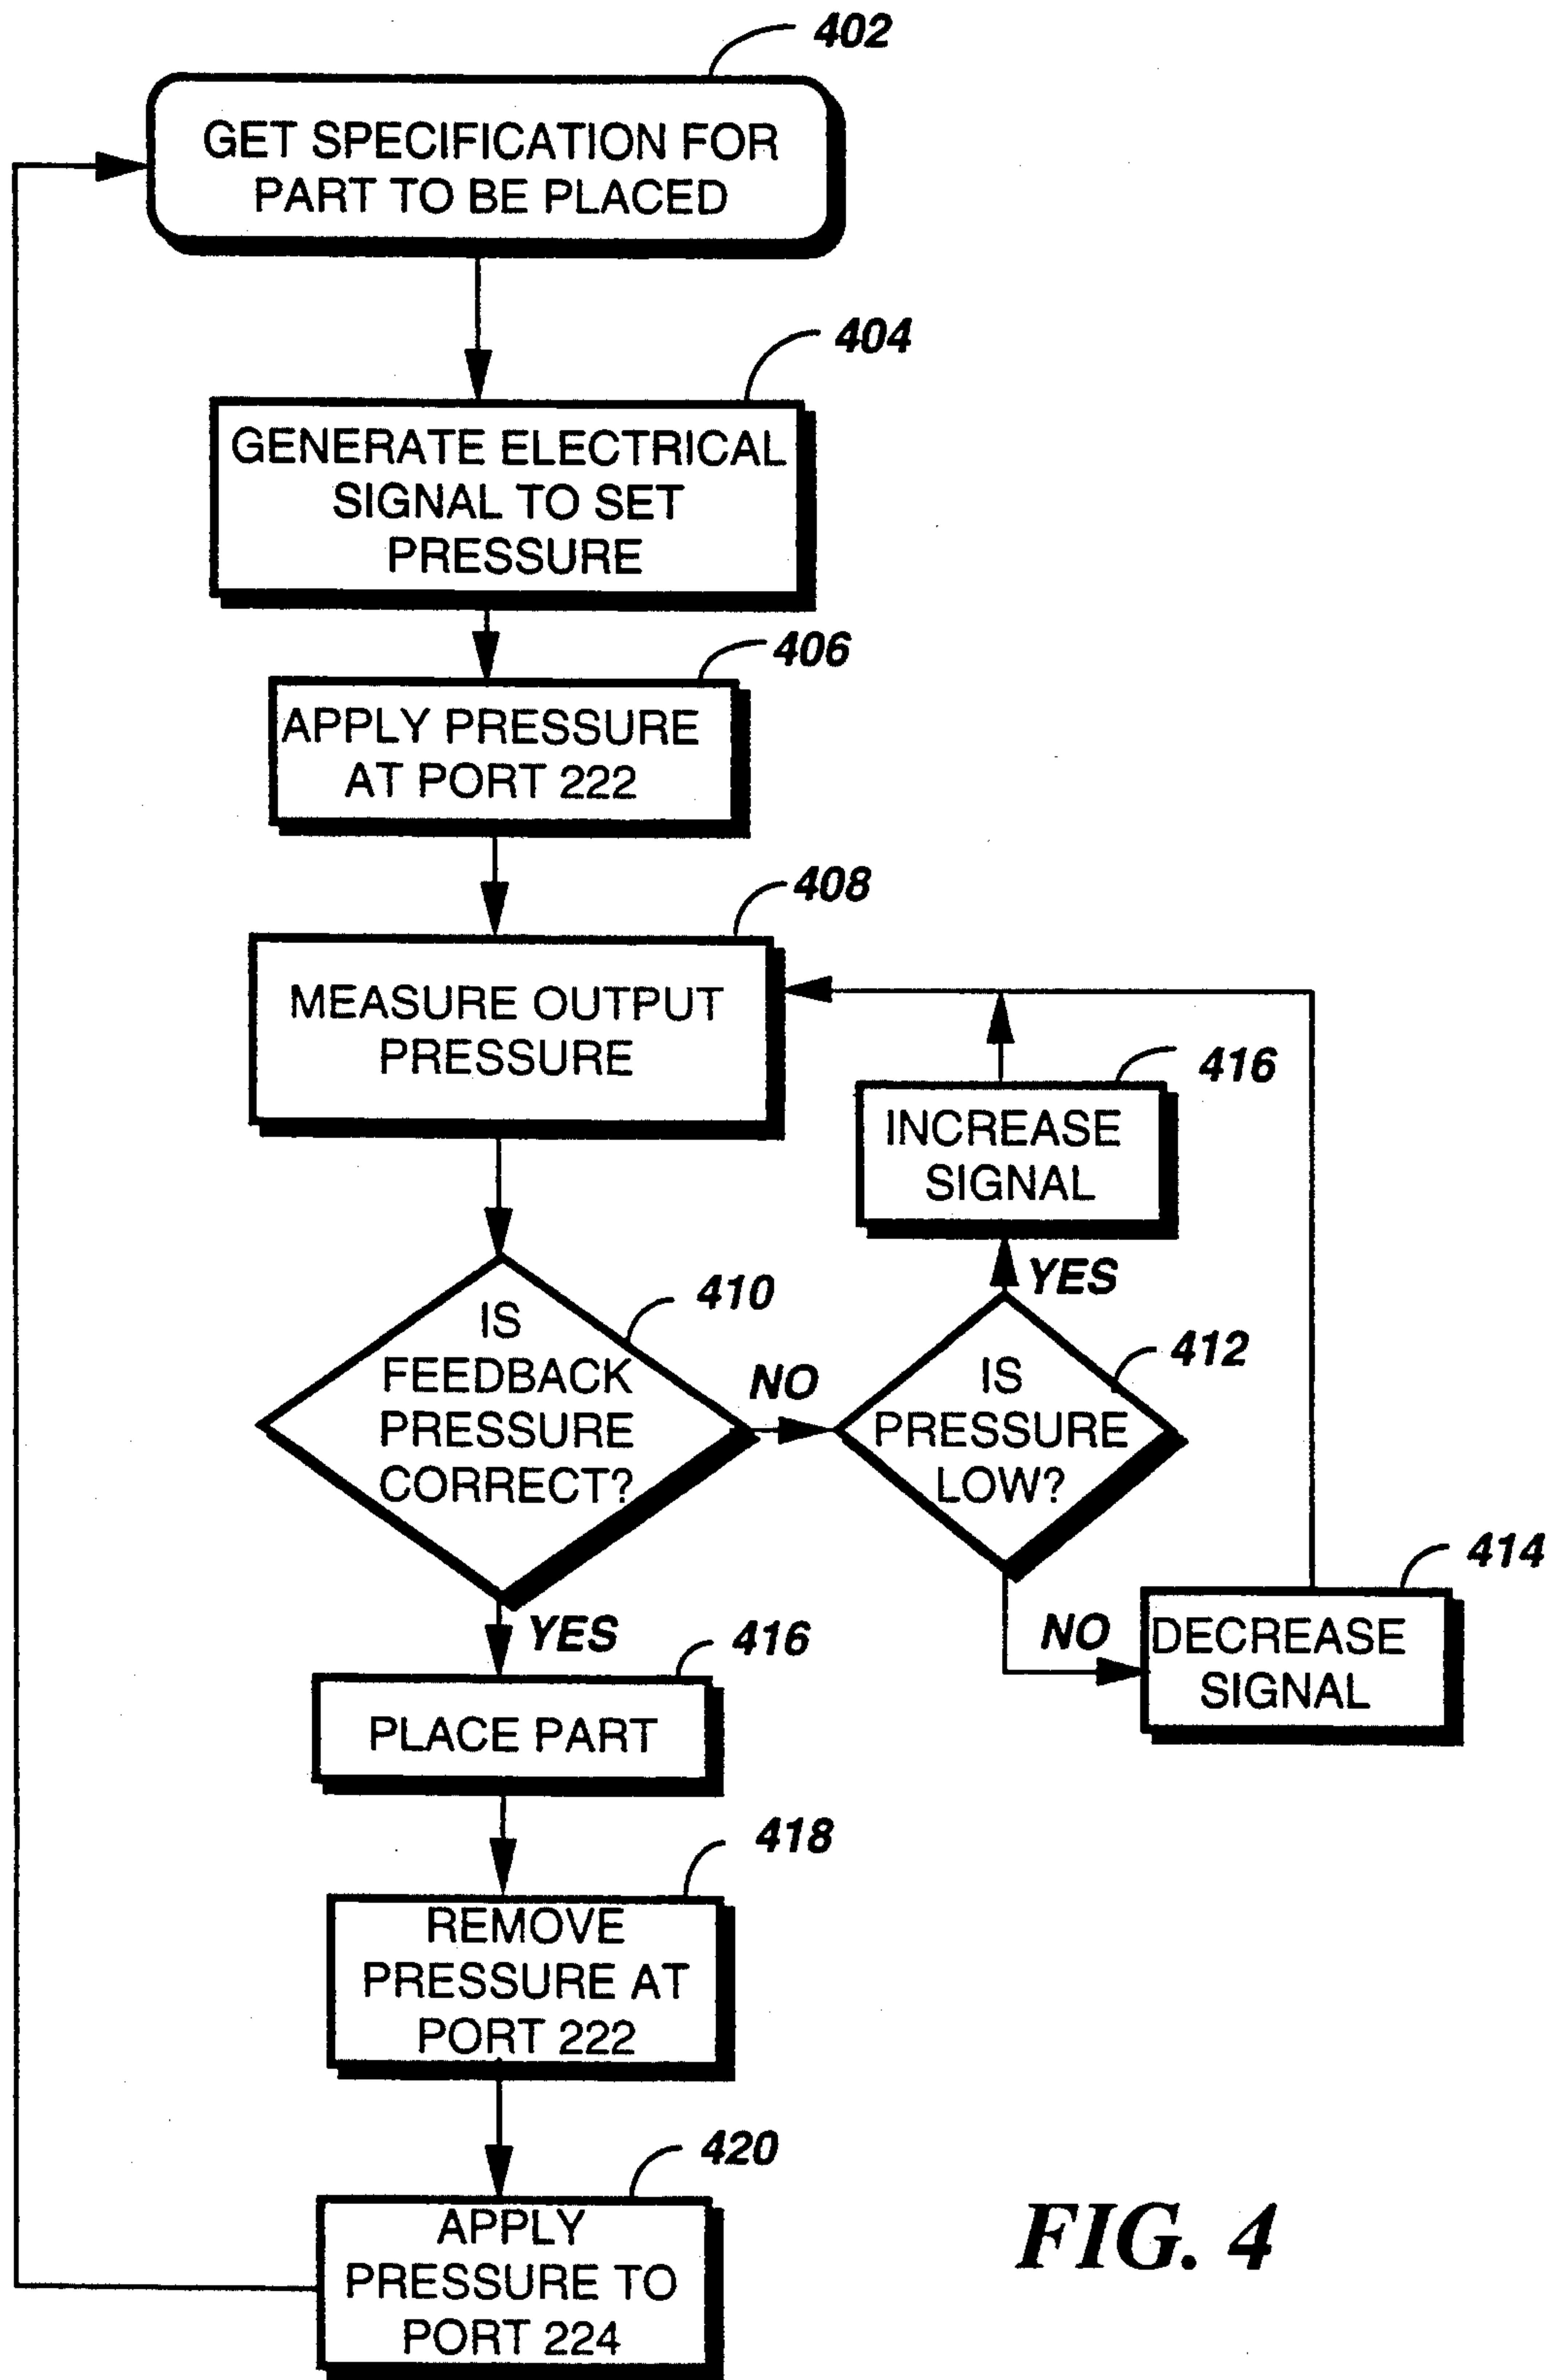 402
GET SPECIFICATION FOR
PART TO BE PLACED
404
GENERATE ELECTRICAL
SIGNAL TO SET
PRESSURE
406
APPLY PRESSURE
AT PORT 222
408
MEASURE OUTPUT
PRESSURE
416
INCREASE
SIGNAL
YES
410
IS
FEEDBACK
PRESSURE
CORRECT?
NO
412
IS
PRESSURE
LOW?
414
NO
DECREASE
SIGNAL
YES
416
PLACE PART
418
REMOVE
PRESSURE AT
PORT 222
420
APPLY
PRESSURE TO
PORT 224
FIG. 4